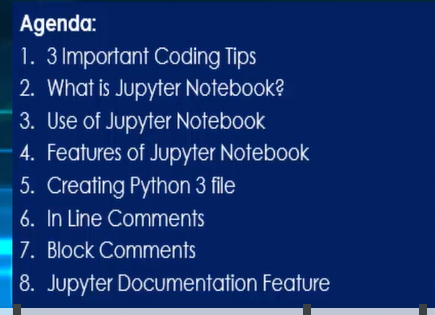 Agenda:
1. 3 Important Coding Tips
2. What is Jupyter Notebook?
3. Use of Jupyter Notebook
4. Features of Jupyter Notebook
5. Creating Python 3 file
6. In Line Comments
7. Block Comments
8. Jupyter Documentation Feature